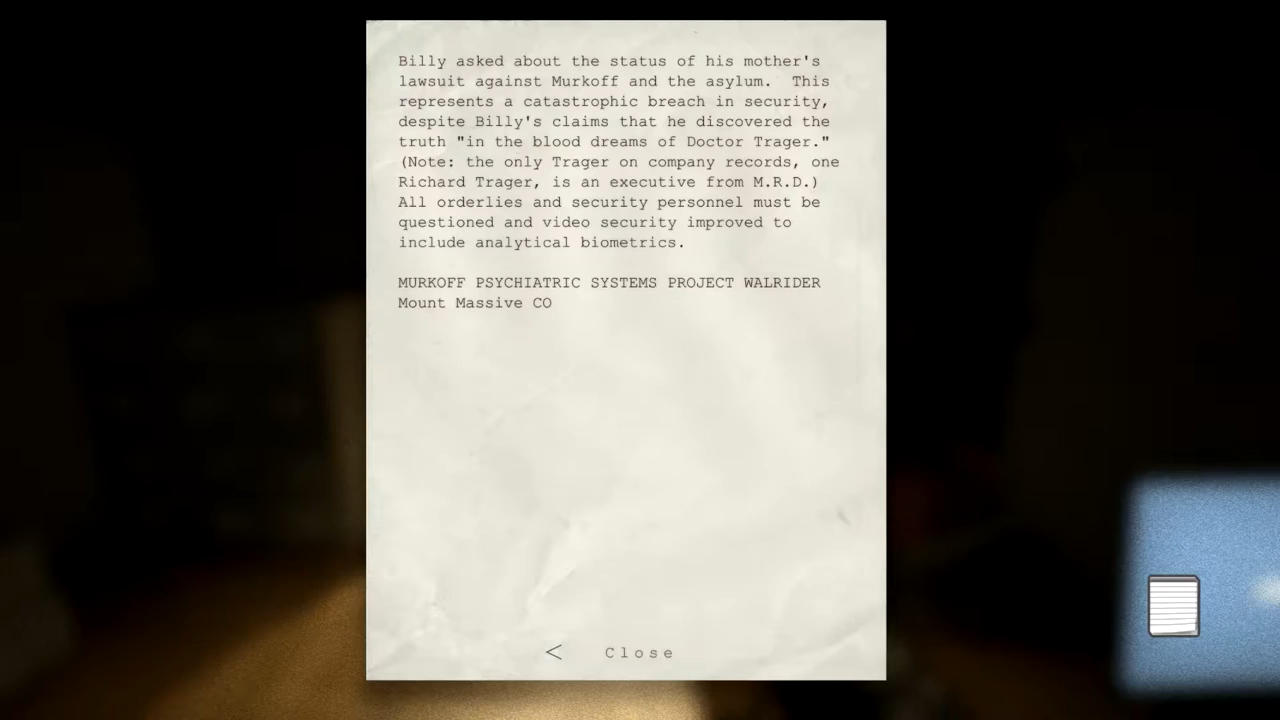 Billy asked about the status of his mother's
lawsuit against Murkoff and the asylum.  This
represents a catastrophic breach in security,
despite Billy's claims that he discovered the
truth "in the blood dreams of Doctor Trager."
(Note: the only Trager on company records, one
Richard Trager, is an executive from M.R.D.)
All orderlies and security personnel must be
questioned and video security improved to
include analytical biometrics.

MURKOFF PSYCHIATRIC SYSTEMS PROJECT WALRIDER
Mount Massive CO

< Close